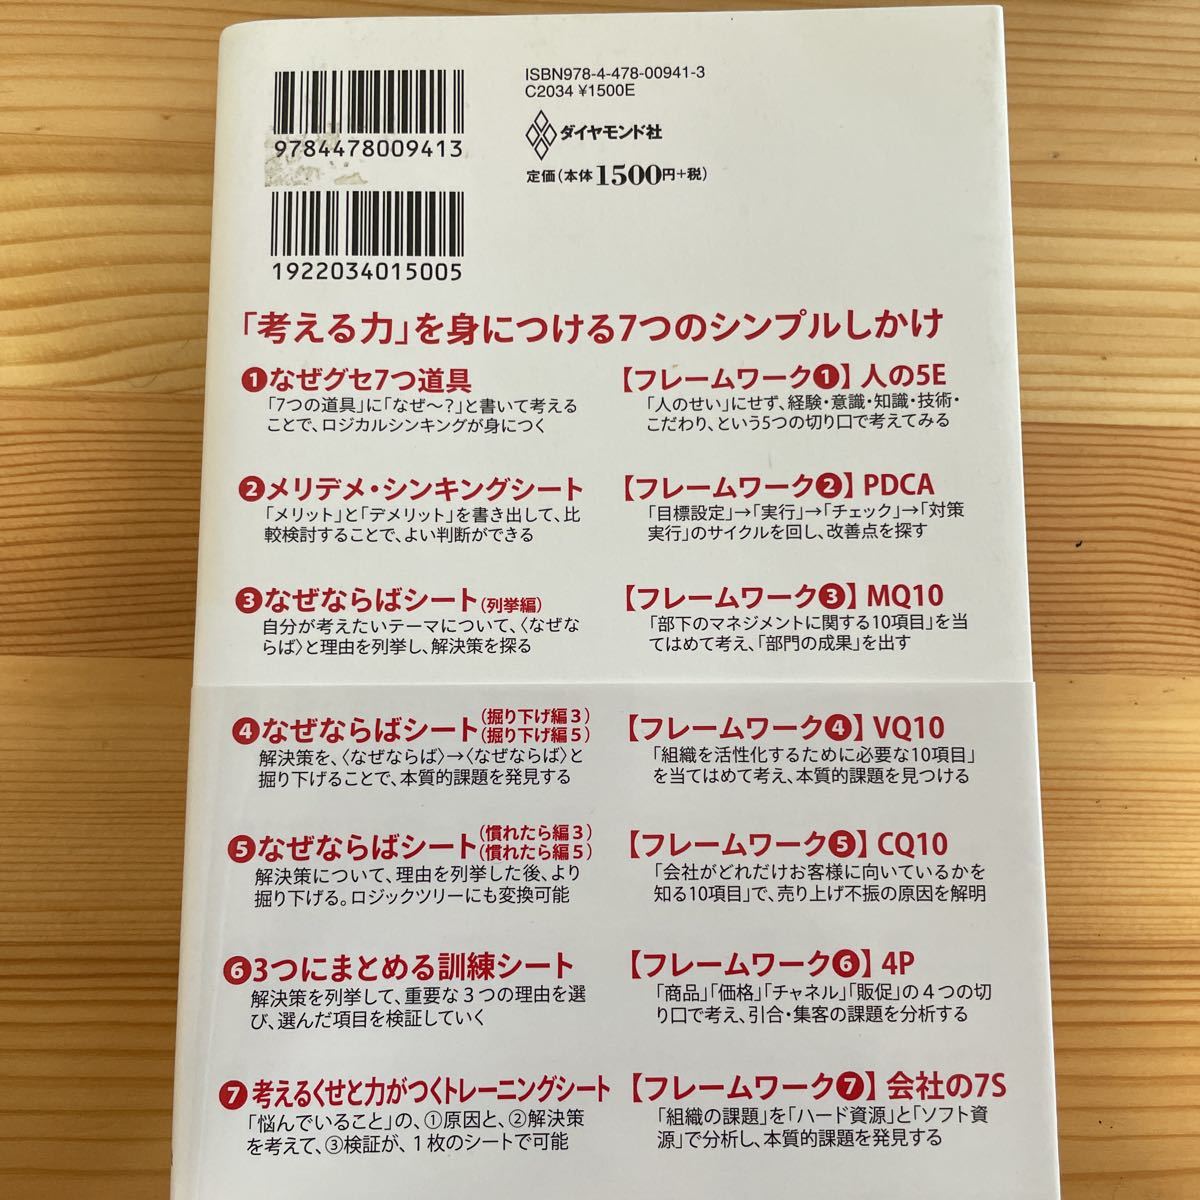 ISBN978-4-478-00941-3
C2034 ¥1500E
ダイヤモンド社
定価(本体1500円+税)
9784478009413
1922034015005
「考える力」を身につける7つのシンプルしかけ
❶なぜグセ7つ道具
「7つの道具」に「なぜ〜?」と書いて考える
ことで、ロジカルシンキングが身につく
❷メリデメ・シンキングシート
「メリット」と「デメリット」を書き出して、比
較検討することで、よい判断ができる
❸なぜならばシート(列挙編)
自分が考えたいテーマについて、〈なぜな
らば〉と理由を列挙し、解決策を探る
❹なぜならばシート(掘り下げ編3)
(掘り下げ編5)
解決策を、〈なぜならば〉→〈なぜならば〉と
掘り下げることで、本質的課題を発見する
❺なぜならばシート(慣れたら編3)
(慣れたら編5)
解決策について、理由を列挙した後、より
掘り下げる。ロジックツリーにも変換可能
❻3つにまとめる訓練シート
解決策を列挙して、重要な3つの理由を選
び、選んだ項目を検証していく
❼考えるくせと力がつくトレーニングシート
「悩んでいること」の、①原因と、②解決策
を考えて、③検証が、1枚のシートで可能
【フレームワーク❶】人の5E
「人のせい」にせず、経験・意識・知識・技術・
こだわり、という5つの切り口で考えてみる
【フレームワーク❷】PDCA
「目標設定」→「実行」→「チェック」→「対策
実行」のサイクルを回し、改善点を探す
【フレームワーク❸】MQ10
「部下のマネジメントに関する10項目」を当
てはめて考え、「部門の成果」を出す
【フレームワーク❹】VQ10
「組織を活性化するために必要な10項目」
を当てはめて考え、本質的課題を見つける
【フレームワーク❺】CQ10
「会社がどれだけお客様に向いているかを
知る10項目」で、売り上げ不振の原因を解明
【フレームワーク❻】4P
「商品」「価格」「チャネル」「販促」の4つの切
り口で考え、引合・集客の課題を分析する
【フレームワーク❼】会社の7S
「組織の課題」を「ハード資源」と「ソフト資
源」で分析し、本質的課題を発見する